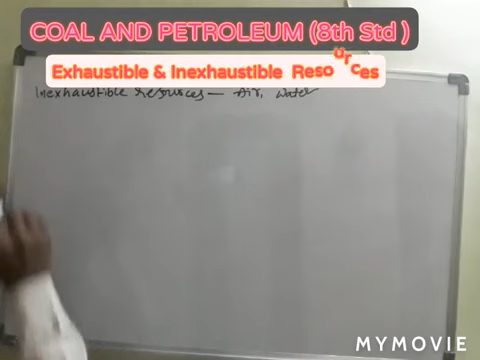 COAL AND PETROLEUM (8th Std )
Exhaustible & Inexhaustible Resources
Inexhaustible resources — Air, water
MYMOVIE